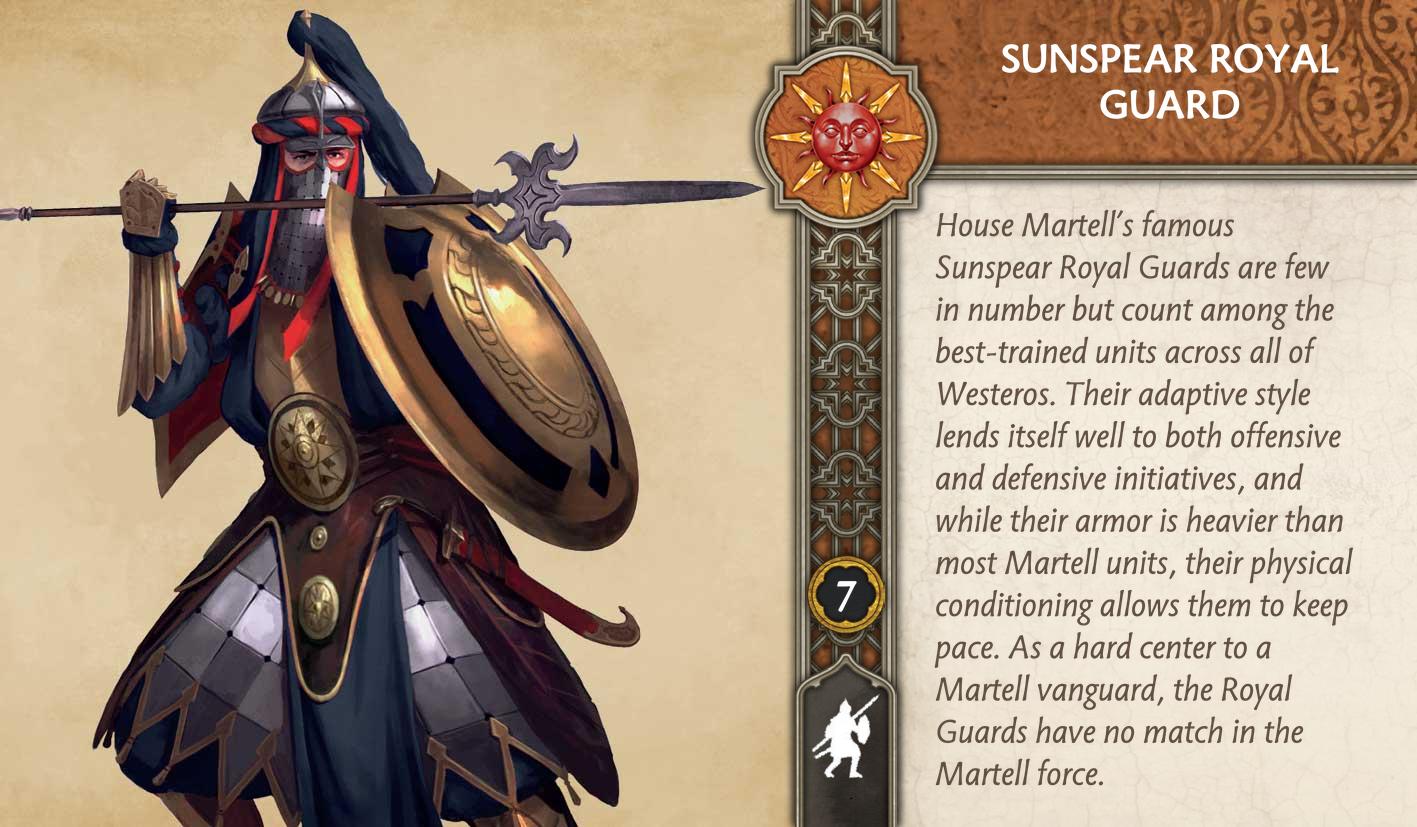 SUNSPEAR ROYAL
GUARD
House Martell's famous
Sunspear Royal Guards are few
in number but count among the
best-trained units across all of
Westeros. Their adaptive style
lends itself well to both offensive
and defensive initiatives, and
while their armor is heavier than
most Martell units, their physical
conditioning allows them to keep
pace. As a hard center to a
Martell vanguard, the Royal
Guards have no match in the
Martell force.
7